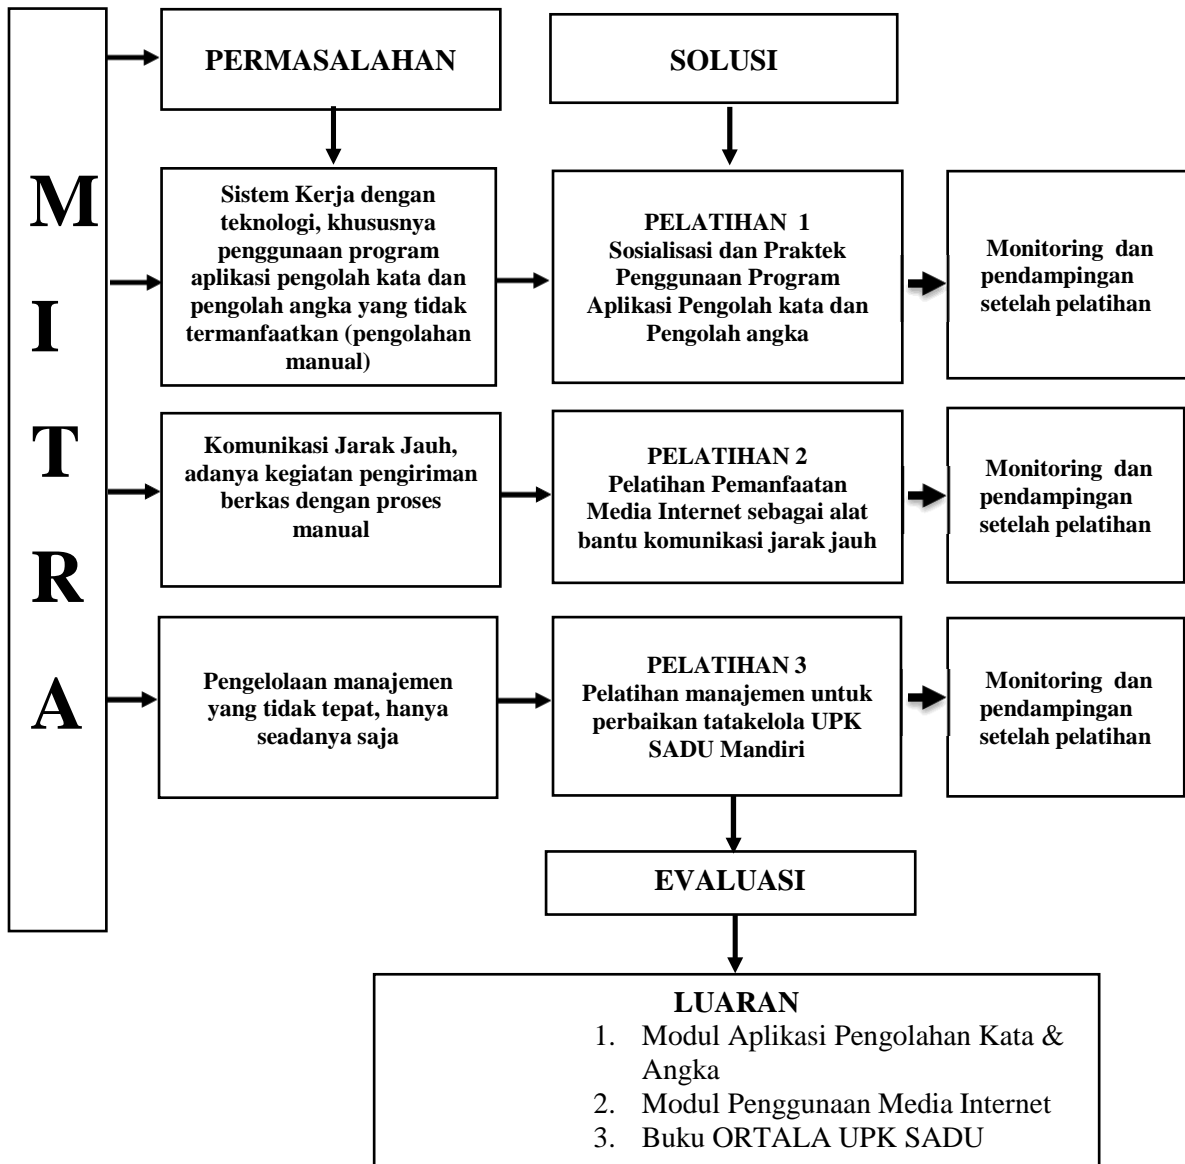 MITRA
PERMASALAHAN
SOLUSI
Sistem Kerja dengan
teknologi, khususnya
penggunaan program
aplikasi pengolah kata dan
pengolah angka yang tidak
termanfaatkan (pengolahan
manual)
PELATIHAN 1
Sosialisasi dan Praktek
Penggunaan Program
Aplikasi Pengolah kata dan
Pengolah angka
Monitoring dan
pendampingan
setelah pelatihan
Komunikasi Jarak Jauh,
adanya kegiatan pengiriman
berkas dengan proses
manual
PELATIHAN 2
Pelatihan Pemanfaatan
Media Internet sebagai alat
bantu komunikasi jarak jauh
Monitoring dan
pendampingan
setelah pelatihan
Pengelolaan manajemen
yang tidak tepat, hanya
seadanya saja
PELATIHAN 3
Pelatihan manajemen untuk
perbaikan tatakelola UPK
SADU Mandiri
Monitoring dan
pendampingan
setelah pelatihan
EVALUASI
LUARAN
1. Modul Aplikasi Pengolahan Kata &
Angka
2. Modul Penggunaan Media Internet
3. Buku ORTALA UPK SADU